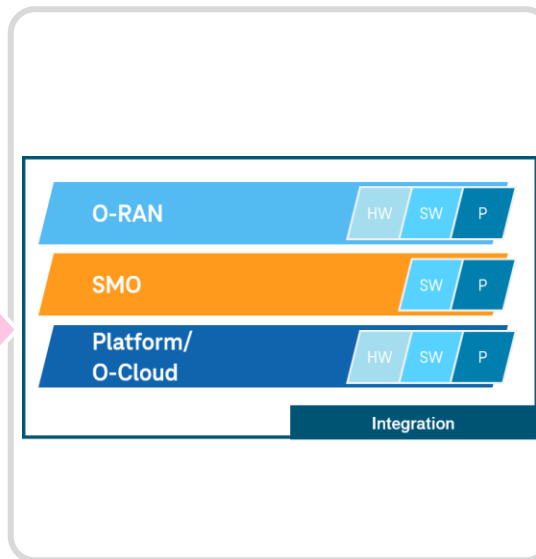 O-RAN HW SW P
SMO SW P
Platform/
O-Cloud HW SW P
Integration